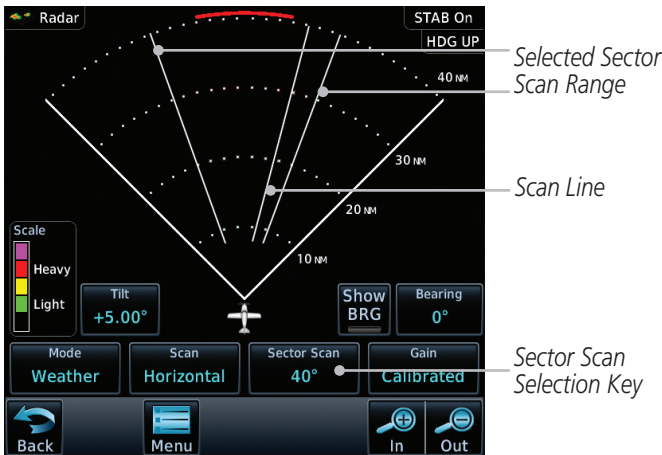 Radar
STAB On
HDG UP
40 NM
30 NM
20 NM
10 NM
Selected Sector
Scan Range
Scan Line
Scale
Heavy
Light
Tilt
+5.00°
Show
BRG
Bearing
0°
Mode
Weather
Scan
Horizontal
Sector Scan
40°
Gain
Calibrated
Sector Scan
Selection Key
Back
Menu
In
Out